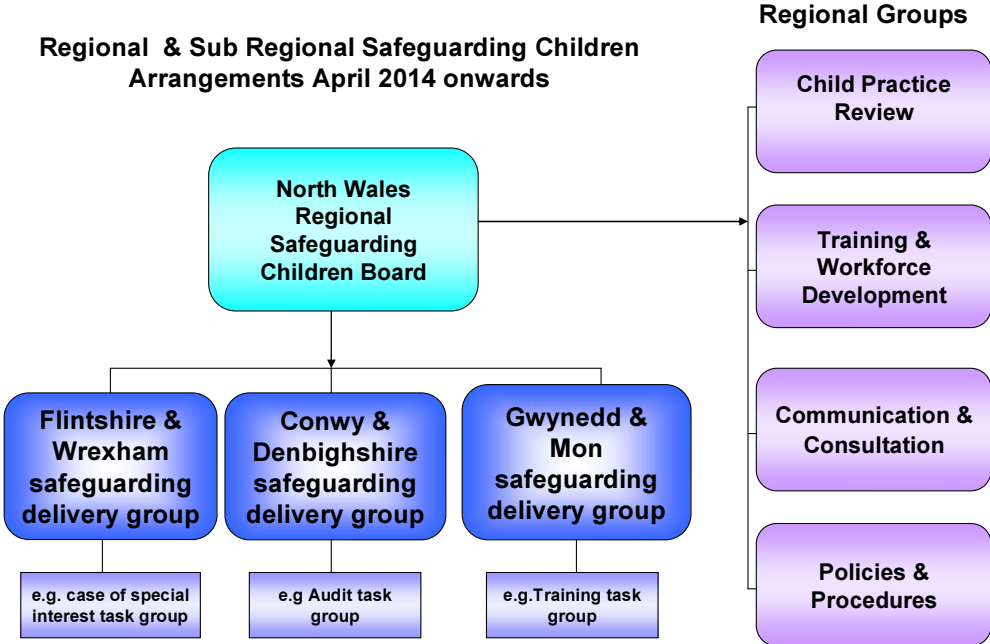 Regional & Sub Regional Safeguarding Children
Arrangements April 2014 onwards
Regional Groups
North Wales
Regional
Safeguarding
Children Board
Child Practice
Review
Training &
Workforce
Development
Communication &
Consultation
Policies &
Procedures
Flintshire &
Wrexham
safeguarding
delivery group
Conwy &
Denbighshire
safeguarding
delivery group
Gwynedd &
Mon
safeguarding
delivery group
e.g. case of special
interest task group
e.g Audit task
group
e.g.Training task
group